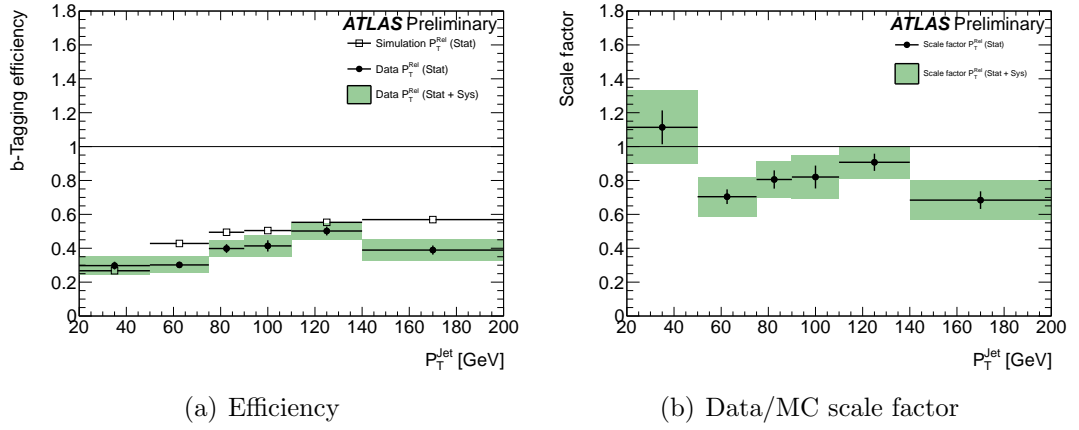 ATLAS Preliminary
Simulation P_T^Rel (Stat)
Data P_T^Rel (Stat)
Data P_T^Rel (Stat + Sys)
b-Tagging efficiency
1.8
1.6
1.4
1.2
1
0.8
0.6
0.4
0.2
0
20 40 60 80 100 120 140 160 180 200
P_T^Jet [GeV]
(a) Efficiency
ATLAS Preliminary
Scale factor P_T^Rel (Stat)
Scale factor P_T^Rel (Stat + Sys)
Scale factor
1.8
1.6
1.4
1.2
1
0.8
0.6
0.4
0.2
0
20 40 60 80 100 120 140 160 180 200
P_T^Jet [GeV]
(b) Data/MC scale factor